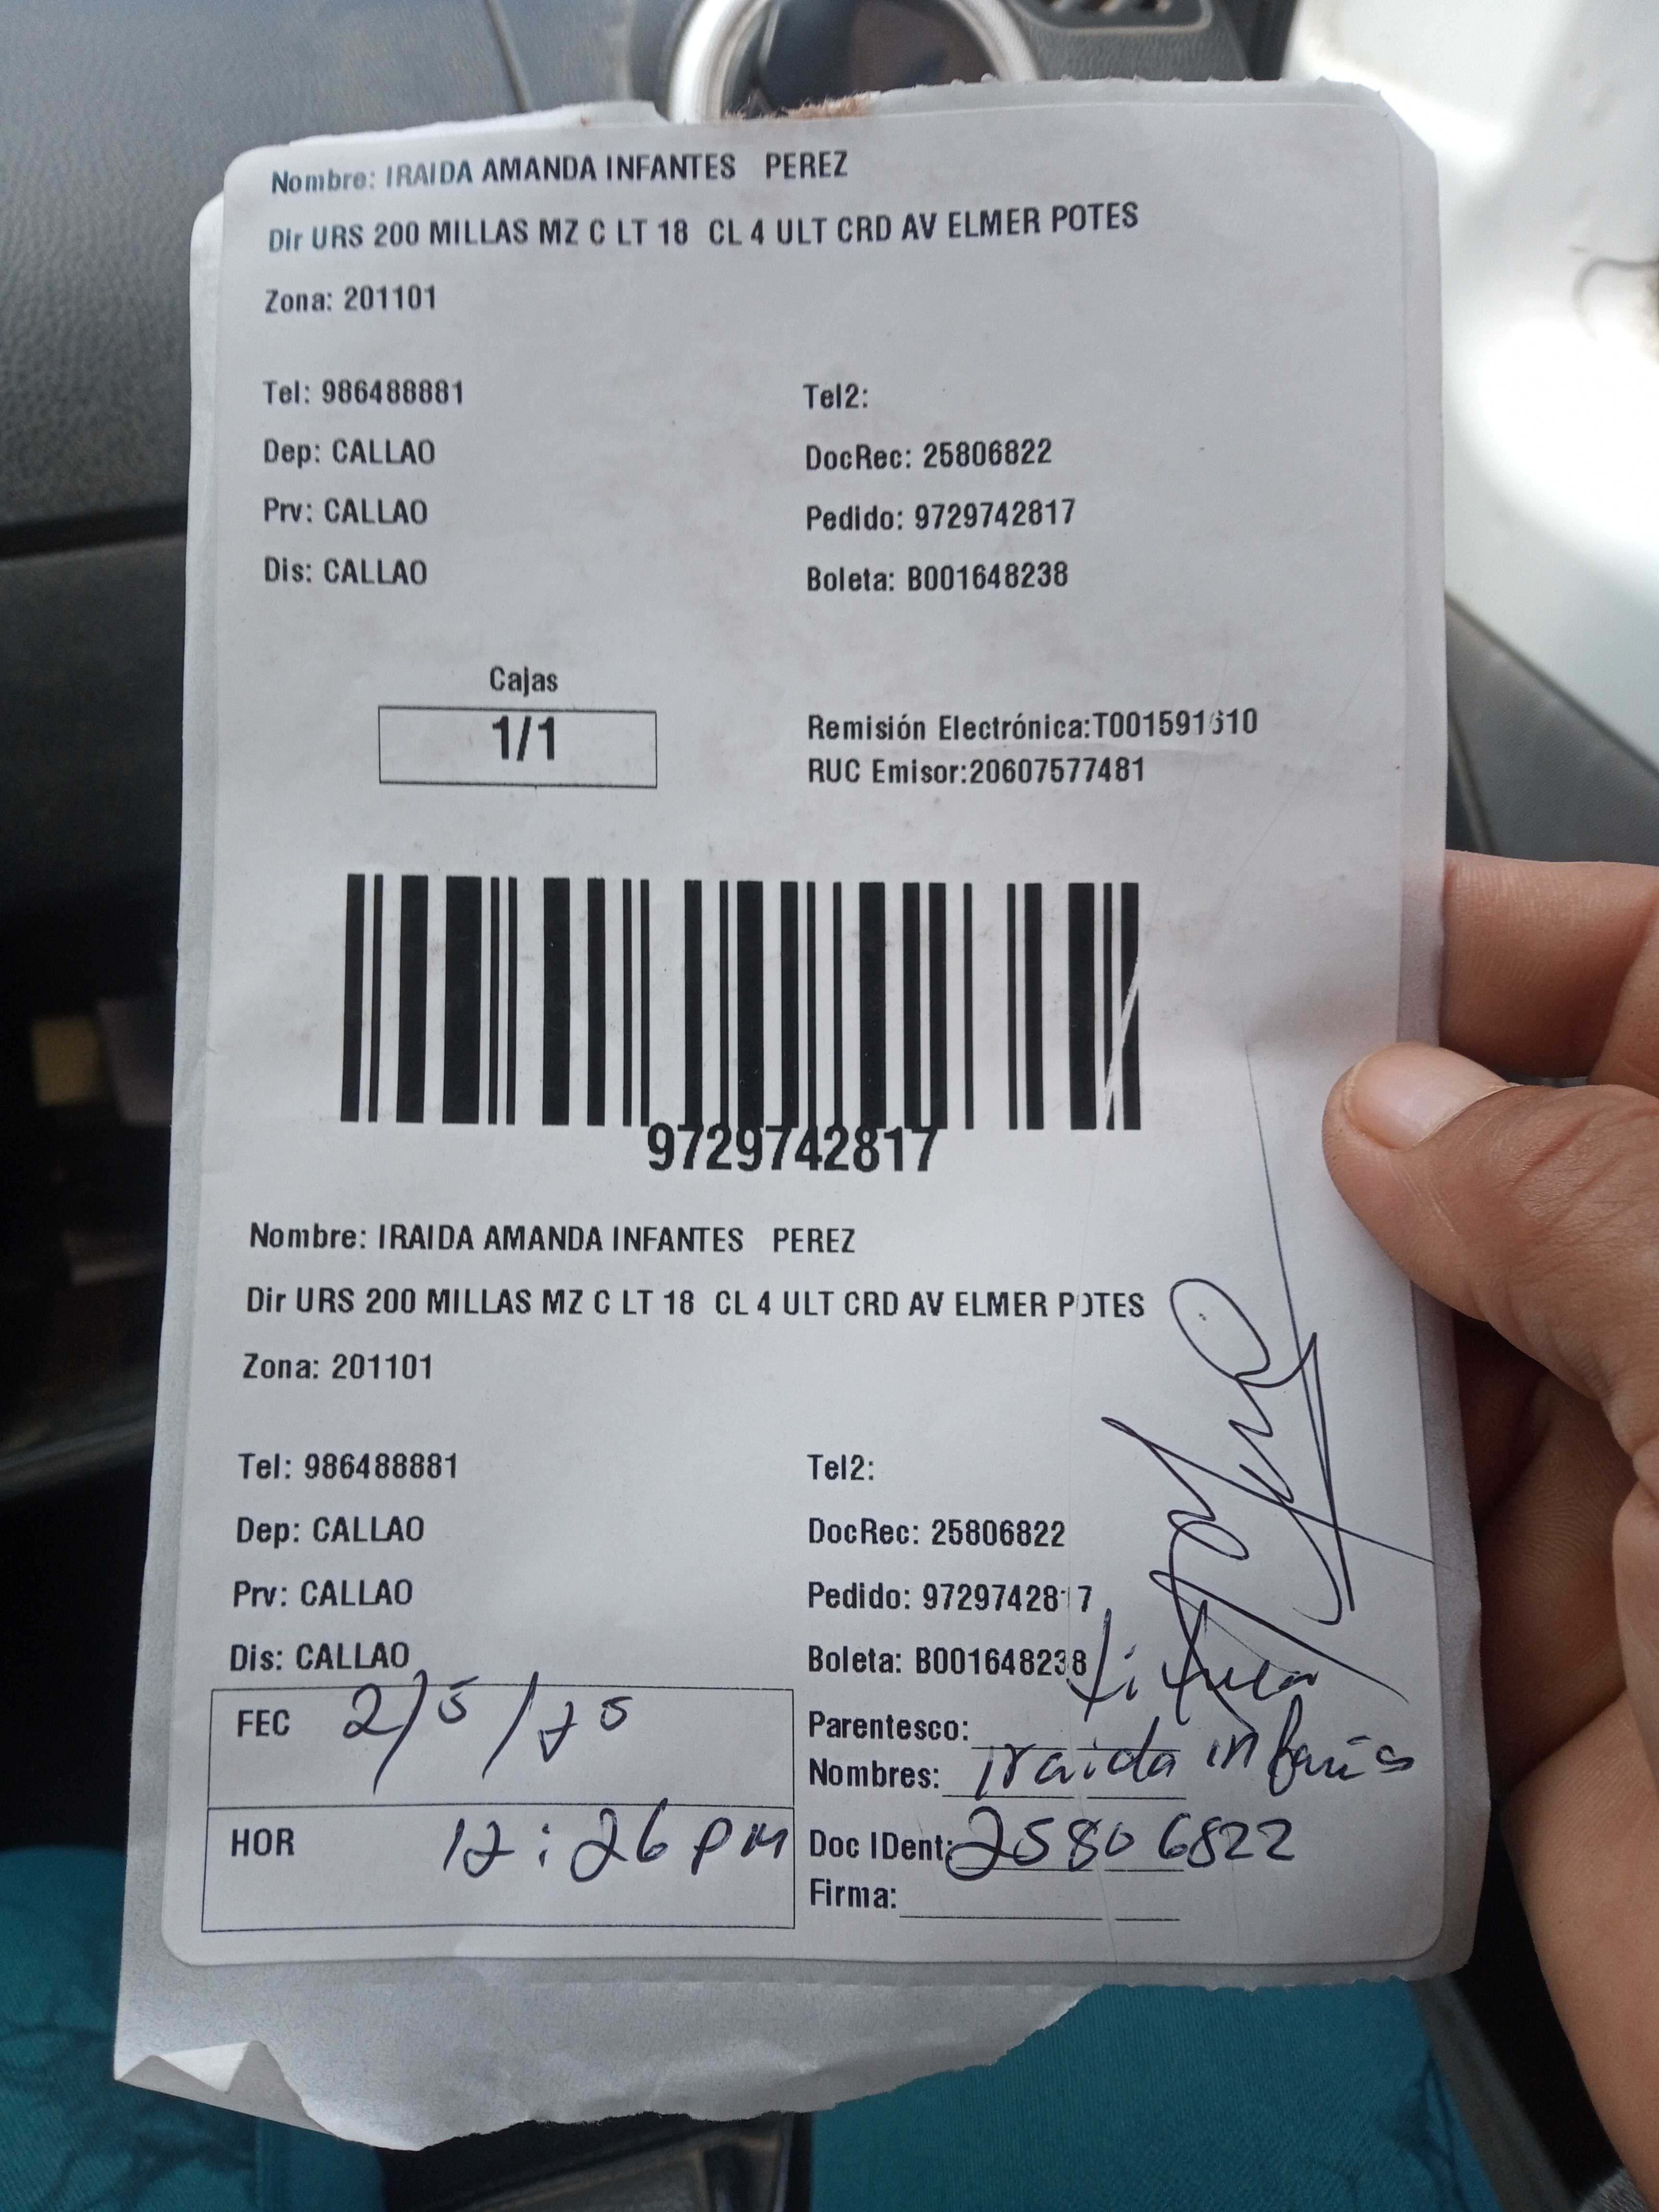 Nombre: IRAIDA AMANDA INFANTES PEREZ
Dir URS 200 MILLAS MZ C LT 18 CL 4 ULT CRD AV ELMER POTES
Zona: 201101
Tel: 986488881 Tel2:
Dep: CALLAO DocRec: 25806822
Prv: CALLAO Pedido: 9729742817
Dis: CALLAO Boleta: B001648238
Cajas
1/1
Remisión Electrónica:T001591610
RUC Emisor:20607577481
9729742817
Nombre: IRAIDA AMANDA INFANTES PEREZ
Dir URS 200 MILLAS MZ C LT 18 CL 4 ULT CRD AV ELMER POTES
Zona: 201101
Tel: 986488881 Tel2:
Dep: CALLAO DocRec: 25806822
Prv: CALLAO Pedido: 9729742817
Dis: CALLAO Boleta: B001648238
FEC 2/5/25 Parentesco: titular
Nombres: Iraida infantes
HOR 12:26 PM Doc IDent: 25806822
Firma: